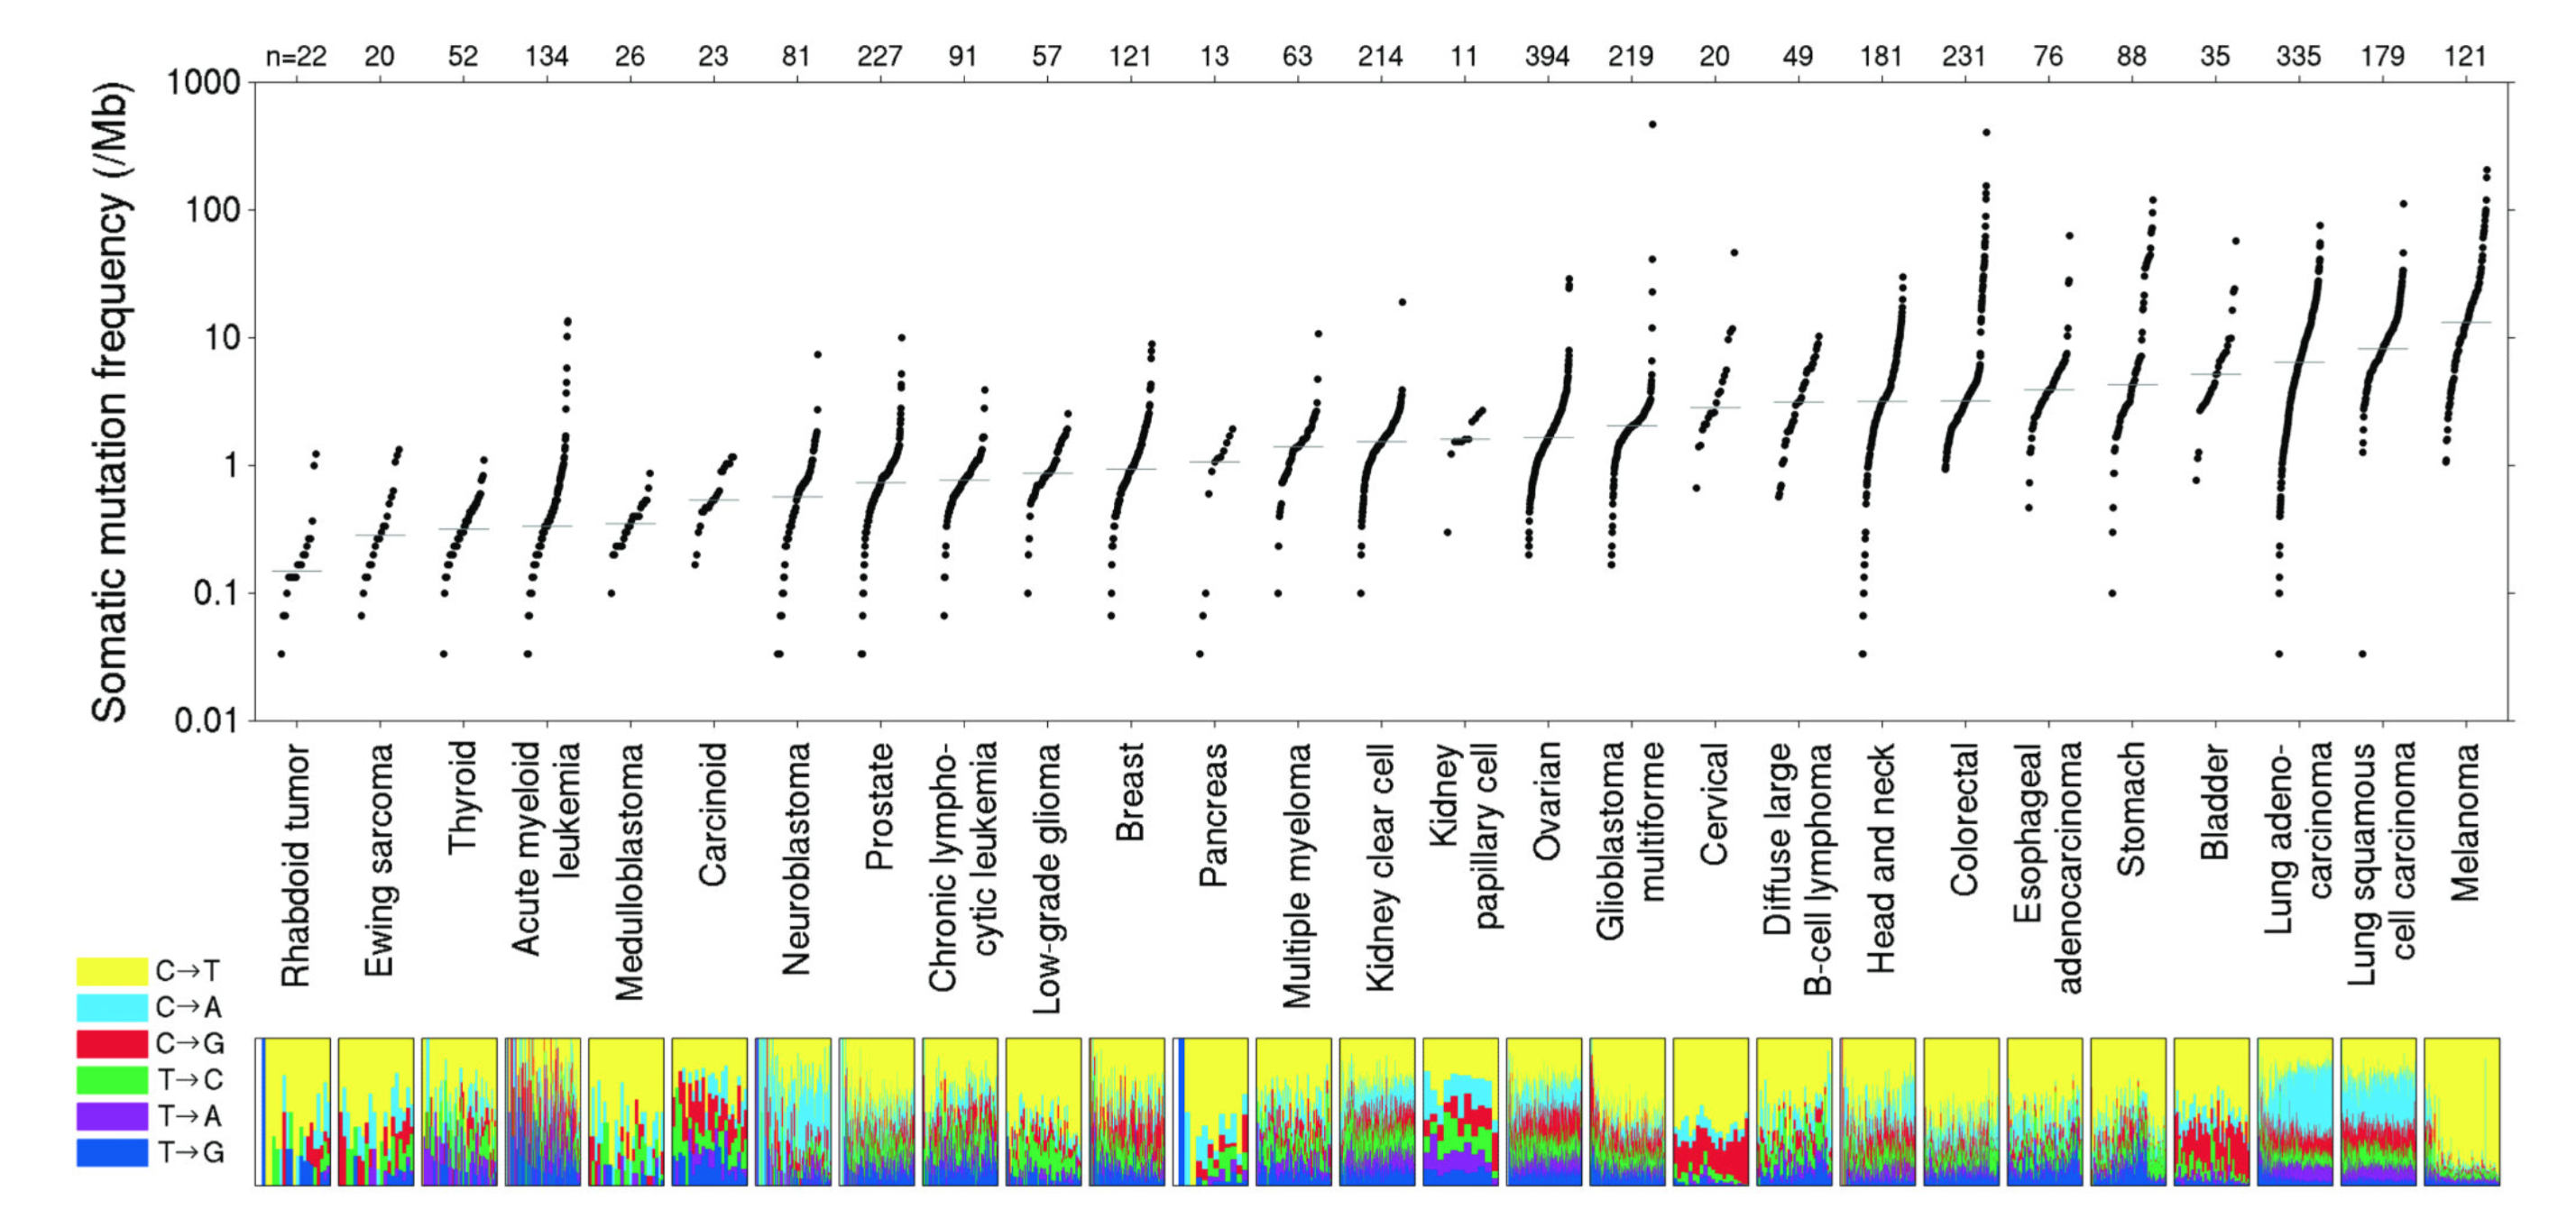 n=22 20 52 134 26 23 81 227 91 57 121 13 63 214 11 394 219 20 49 181 231 76 88 35 335 179 121
Somatic mutation frequency (/Mb)
1000
100
10
1
0.1
0.01
Rhabdoid tumor
Ewing sarcoma
Thyroid
Acute myeloid
leukemia
Medulloblastoma
Carcinoid
Neuroblastoma
Prostate
Chronic lympho-
cytic leukemia
Low-grade glioma
Breast
Pancreas
Multiple myeloma
Kidney clear cell
Kidney
papillary cell
Ovarian
Glioblastoma
multiforme
Cervical
Diffuse large
B-cell lymphoma
Head and neck
Colorectal
Esophageal
adenocarcinoma
Stomach
Bladder
Lung adeno-
carcinoma
Lung squamous
cell carcinoma
Melanoma
C→T
C→A
C→G
T→C
T→A
T→G